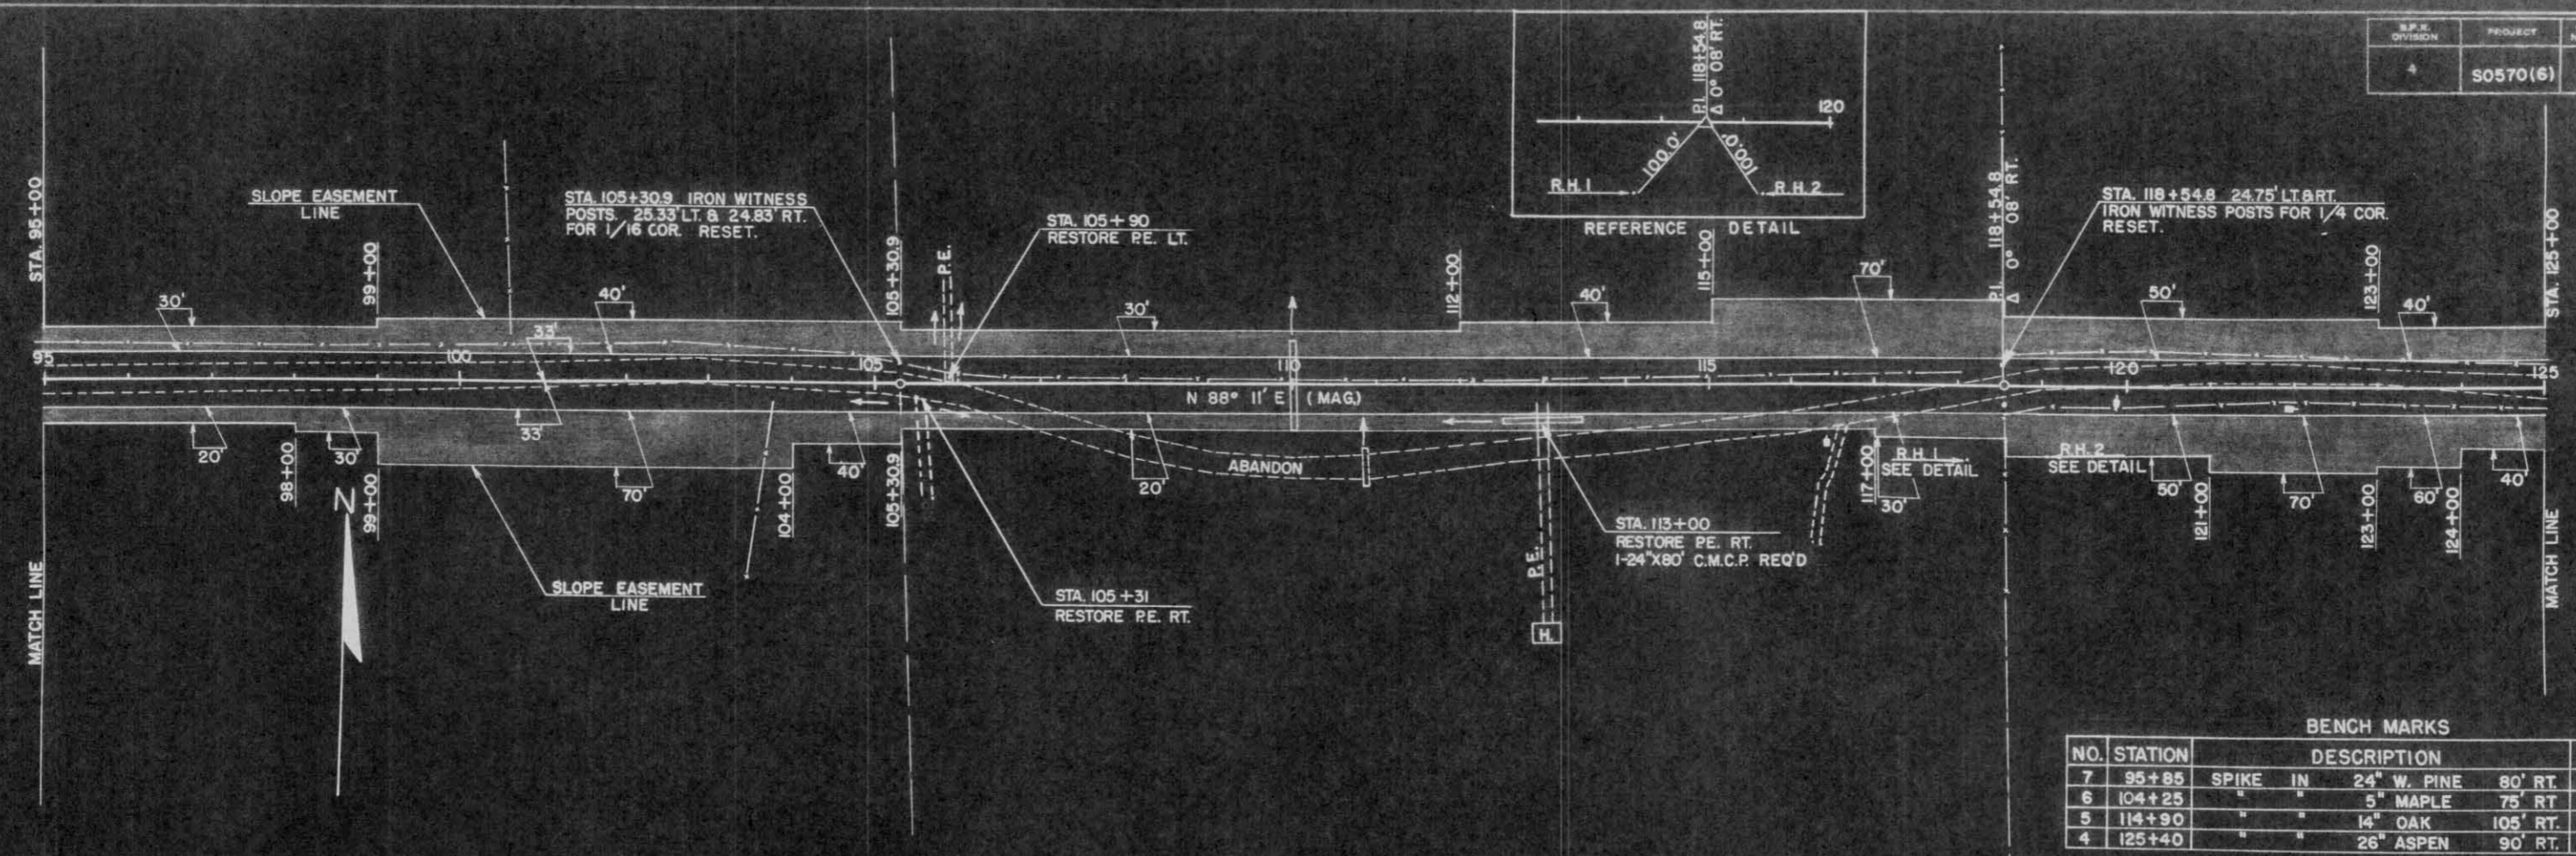 B.P.R. DIVISION
PROJECT
4
S0570(6)
P.I. 118+54.8
Δ 0° 08' RT.
120
100.0'
100.0'
R.H. 1
R.H. 2
REFERENCE DETAIL
STA. 95+00
MATCH LINE
SLOPE EASEMENT
LINE
STA. 105+30.9 IRON WITNESS
POSTS. 25.33' LT. & 24.83' RT.
FOR 1/16 COR. RESET.
STA. 105+90
RESTORE P.E. LT.
STA. 118+54.8 24.75' LT.&RT.
IRON WITNESS POSTS FOR 1/4 COR.
RESET.
P.I. 118+54.8
Δ 0° 08' RT.
STA. 125+00
MATCH LINE
99+00
105+30.9
P.E.
112+00
115+00
123+00
30'
40'
33'
30'
40'
70'
50'
40'
95
100
105
110
115
120
125
N 88° 11' E (MAG.)
20'
30'
33'
70'
40'
20'
30'
50'
70'
60'
40'
98+00
99+00
104+00
105+30.9
117+00
121+00
123+00
124+00
ABANDON
R.H. 1
SEE DETAIL
R.H. 2
SEE DETAIL
N
SLOPE EASEMENT
LINE
STA. 105+31
RESTORE P.E. RT.
P.E.
H.
STA. 113+00
RESTORE P.E. RT.
1-24"X80' C.M.C.P. REQ'D
BENCH MARKS
NO. STATION DESCRIPTION
7 95+85 SPIKE IN 24" W. PINE 80' RT.
6 104+25 " " 5" MAPLE 75' RT
5 114+90 " " 14" OAK 105' RT.
4 125+40 " " 26" ASPEN 90' RT.